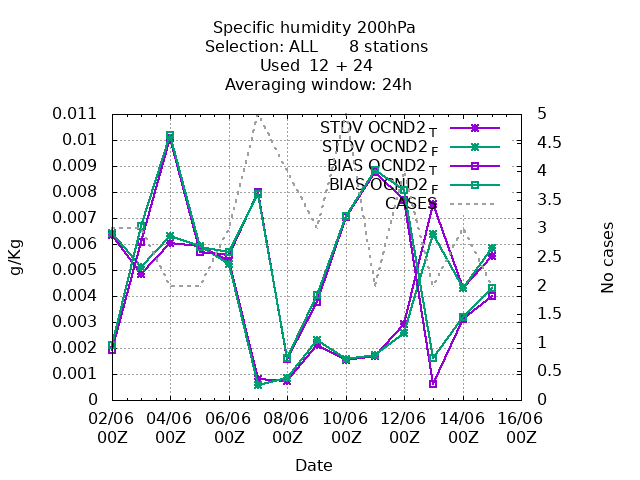 Specific humidity 200hPa
Selection: ALL 8 stations
Used 12 + 24
Averaging window: 24h
0.011
0.01
0.009
0.008
0.007
0.006
0.005
0.004
0.003
0.002
0.001
0
5
4.5
4
3.5
3
2.5
2
1.5
1
0.5
0
STDV OCND2 T
STDV OCND2 F
BIAS OCND2 T
BIAS OCND2 F
CASES
g/Kg
No cases
02/06 04/06 06/06 08/06 10/06 12/06 14/06 16/06
00Z 00Z 00Z 00Z 00Z 00Z 00Z 00Z
Date